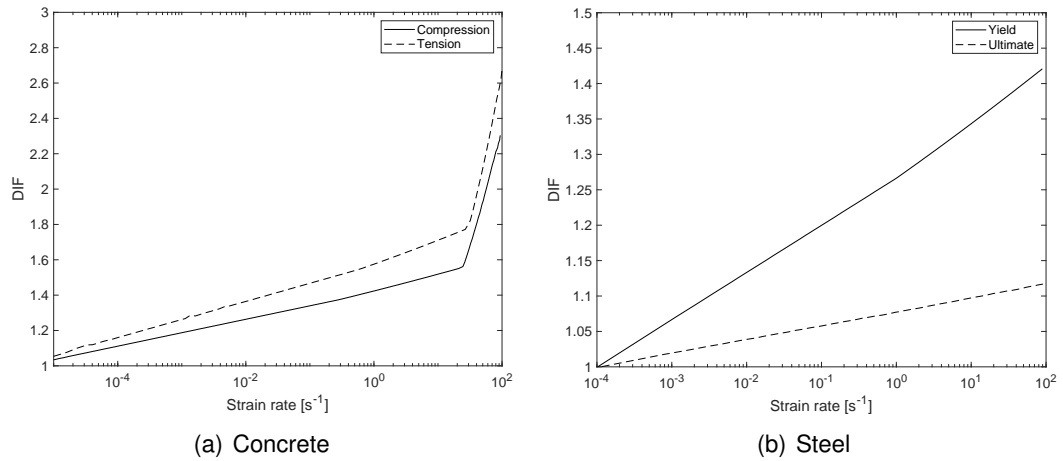 3
2.8
2.6
2.4
2.2
2
1.8
1.6
1.4
1.2
1
DIF
Compression
Tension
10^-4 10^-2 10^0 10^2
Strain rate [s^-1]
(a) Concrete
1.5
1.45
1.4
1.35
1.3
1.25
1.2
1.15
1.1
1.05
1
DIF
Yield
Ultimate
10^-4 10^-3 10^-2 10^-1 10^0 10^1 10^2
Strain rate [s^-1]
(b) Steel